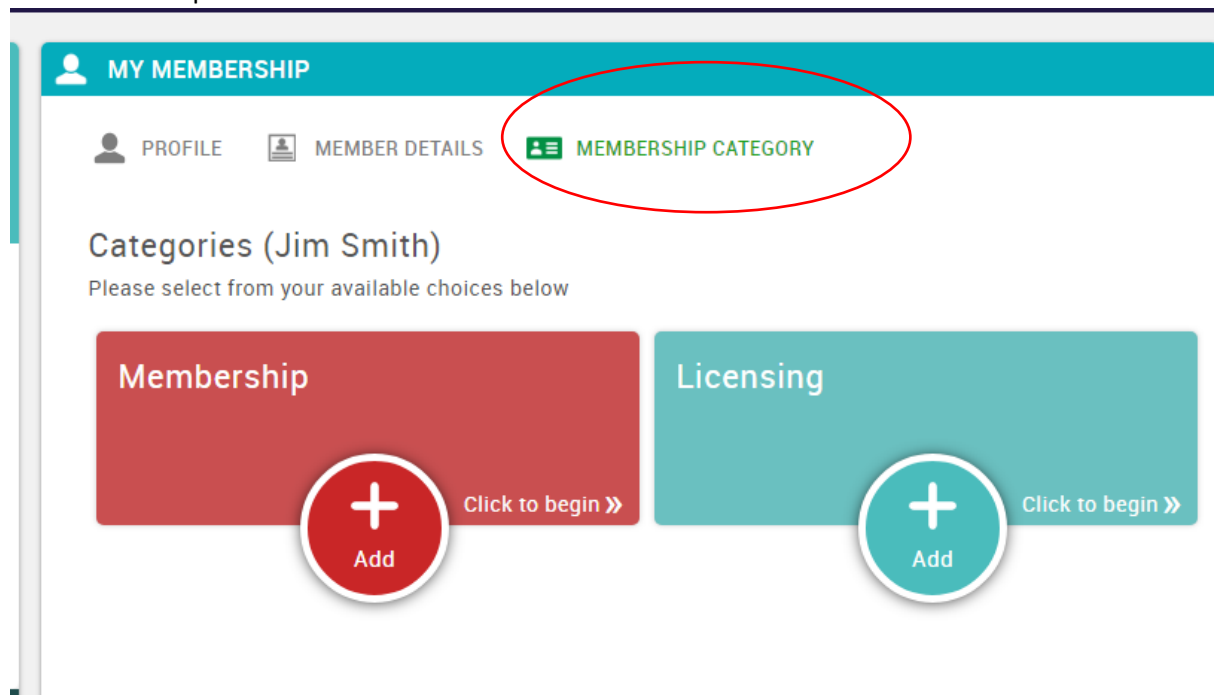 MY MEMBERSHIP
PROFILE MEMBER DETAILS MEMBERSHIP CATEGORY
Categories (Jim Smith)
Please select from your available choices below
Membership
Click to begin »
Add
Licensing
Click to begin »
Add